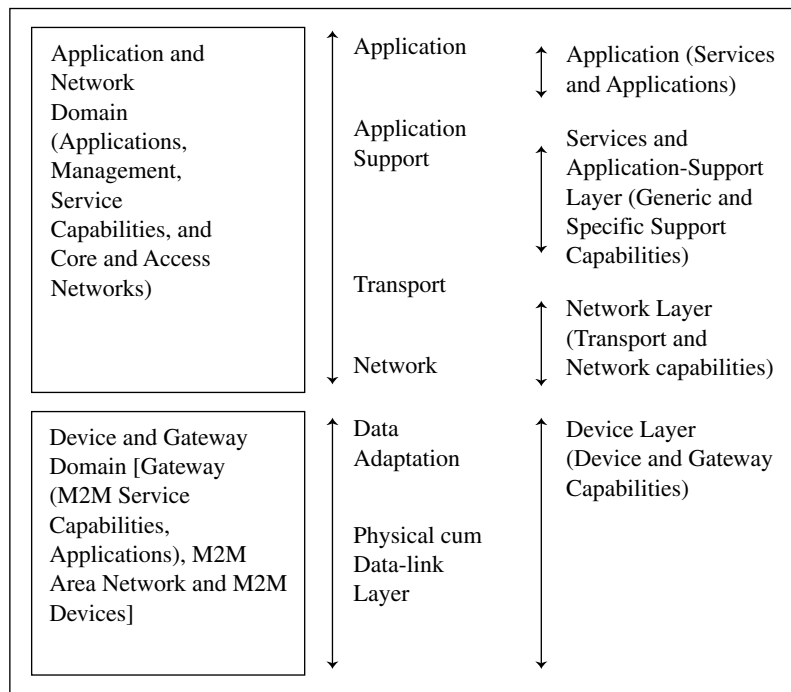 Application and
Network
Domain
(Applications,
Management,
Service
Capabilities, and
Core and Access
Networks)
Application
Application
Support
Transport
Network
Application (Services
and Applications)
Services and
Application-Support
Layer (Generic and
Specific Support
Capabilities)
Network Layer
(Transport and
Network capabilities)
Device and Gateway
Domain [Gateway
(M2M Service
Capabilities,
Applications), M2M
Area Network and M2M
Devices]
Data
Adaptation
Physical cum
Data-link
Layer
Device Layer
(Device and Gateway
Capabilities)